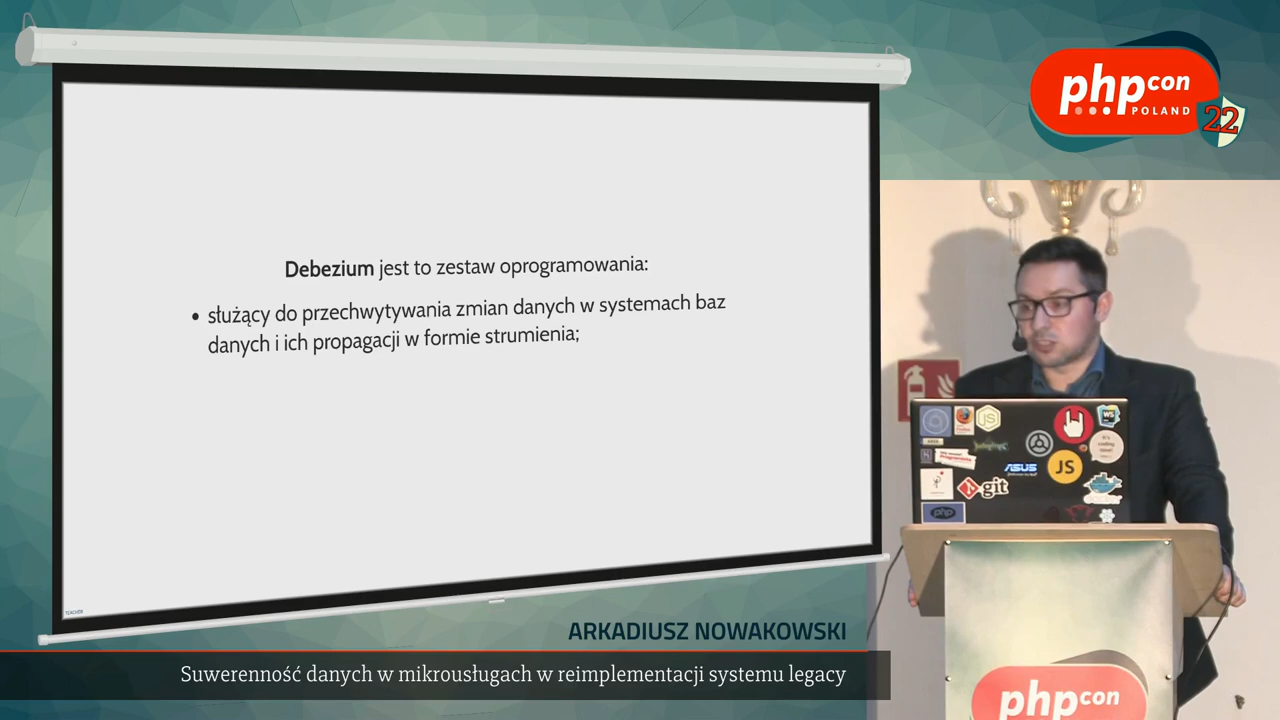 phpcon
POLAND
22
Debezium jest to zestaw oprogramowania:
• służący do przechwytywania zmian danych w systemach baz
danych i ich propagacji w formie strumienia;
ARKADIUSZ NOWAKOWSKI
Suwerenność danych w mikrousługach w reimplementacji systemu legacy
JS
WS
ASUS
JS
git
php
phpcon